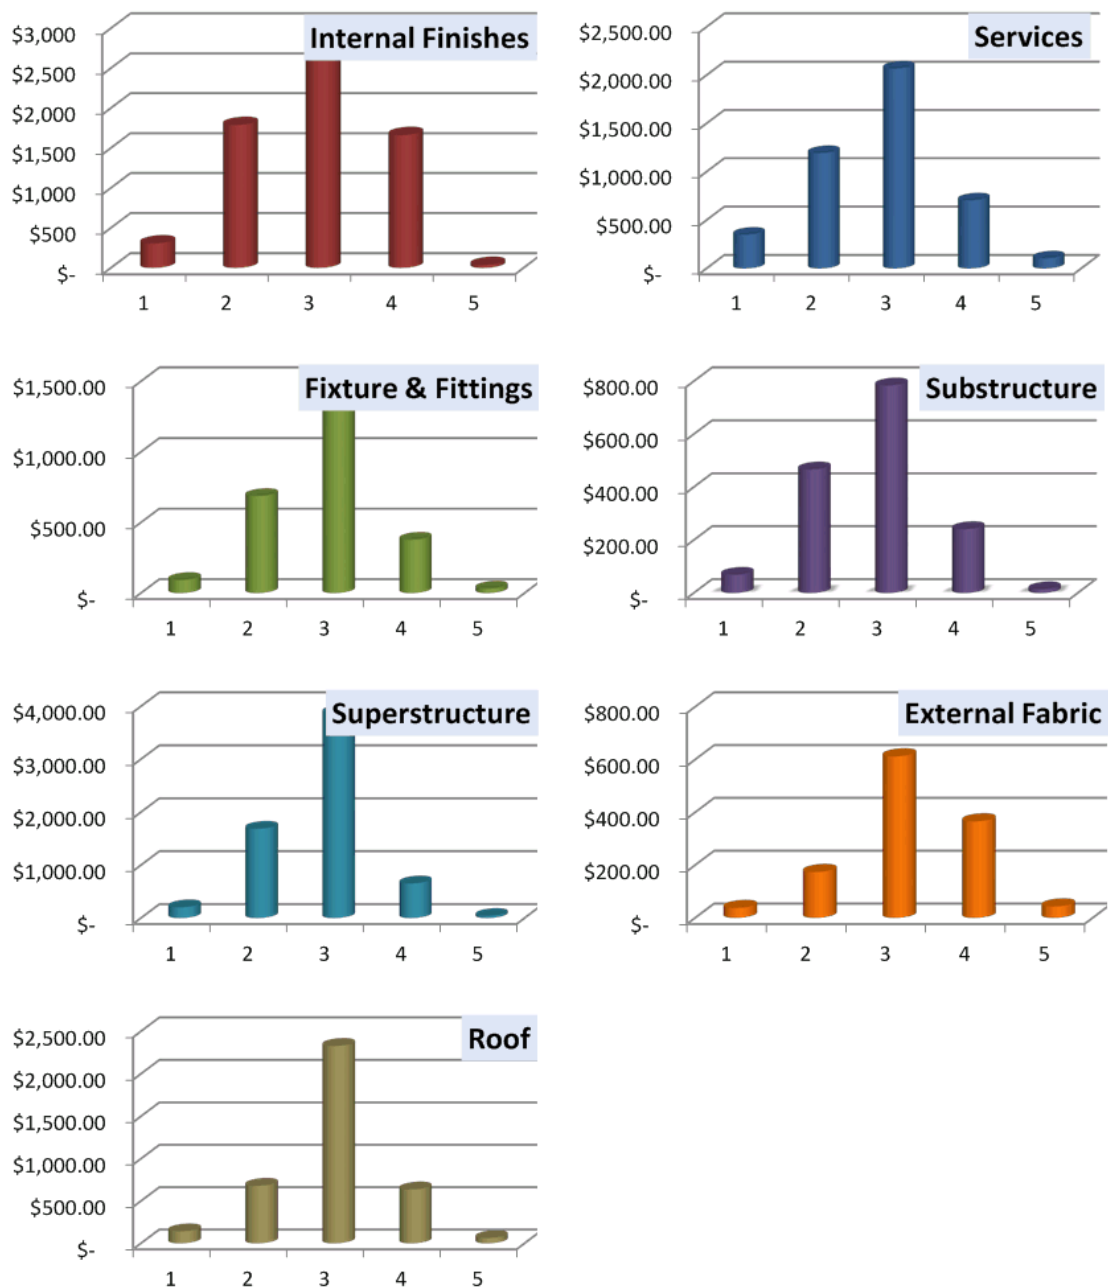 Internal Finishes
$3,000
$2,500
$2,000
$1,500
$1,000
$500
$-
1 2 3 4 5
Services
$2,500.00
$2,000.00
$1,500.00
$1,000.00
$500.00
$-
1 2 3 4 5
Fixture & Fittings
$1,500.00
$1,000.00
$500.00
$-
1 2 3 4 5
Substructure
$800.00
$600.00
$400.00
$200.00
$-
1 2 3 4 5
Superstructure
$4,000.00
$3,000.00
$2,000.00
$1,000.00
$-
1 2 3 4 5
External Fabric
$800.00
$600.00
$400.00
$200.00
$-
1 2 3 4 5
Roof
$2,500.00
$2,000.00
$1,500.00
$1,000.00
$500.00
$-
1 2 3 4 5